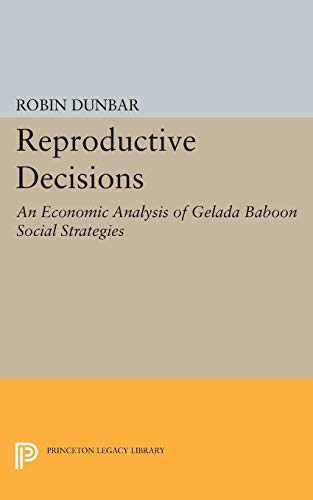 ROBIN DUNBAR
Reproductive
Decisions
An Economic Analysis of Gelada Baboon
Social Strategies
PRINCETON LEGACY LIBRARY